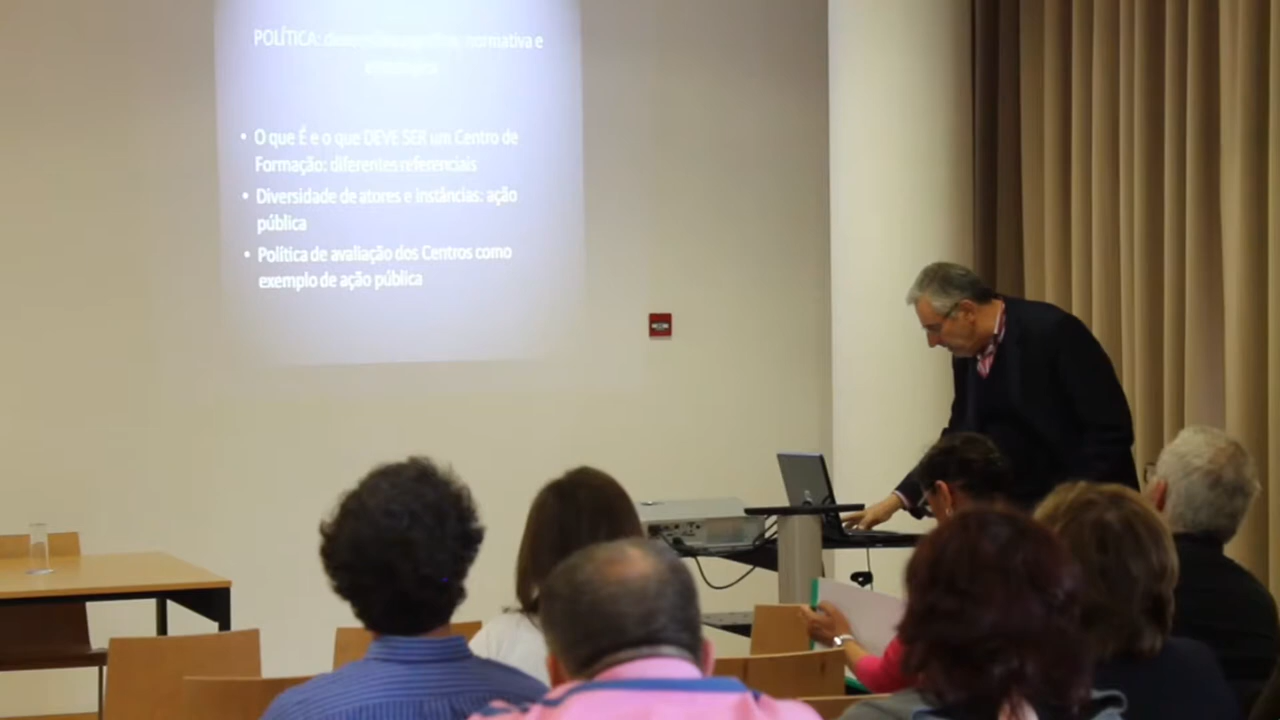 POLÍTICA: normativa e
• O que É e o que DEVE SER um Centro de
Formação: diferentes referenciais
• Diversidade de atores e instâncias: ação
pública
• Política de avaliação dos Centros como
exemplo de ação pública